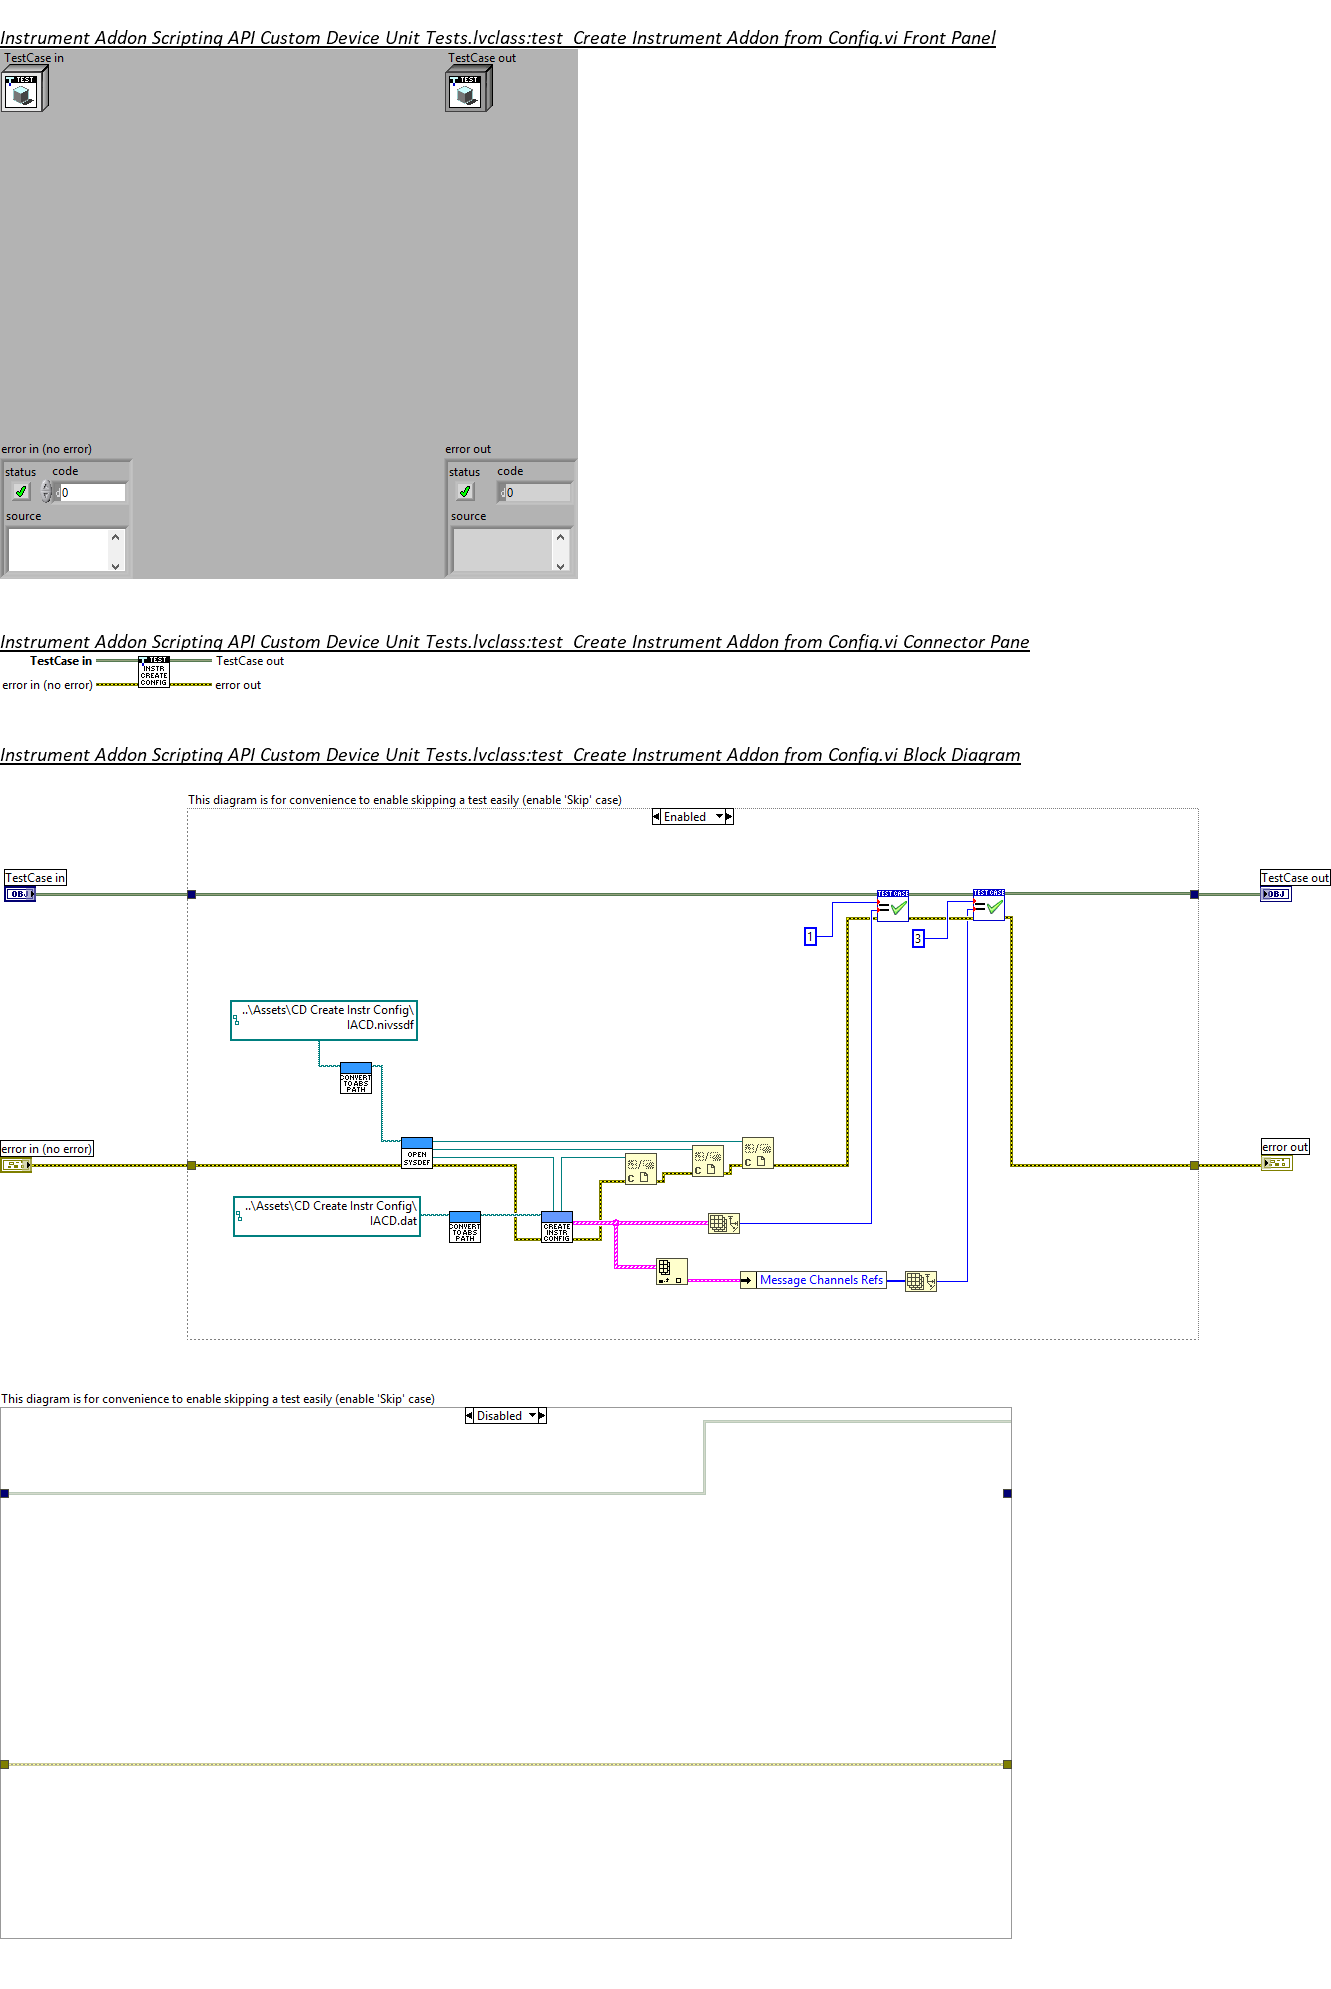 Instrument Addon Scripting API Custom Device Unit Tests.lvclass:test_Create Instrument Addon from Config.vi Front Panel
TestCase in
TestCase out
TEST
TEST
error in (no error)
error out
status code
status code
d 0
d 0
source
source
Instrument Addon Scripting API Custom Device Unit Tests.lvclass:test_Create Instrument Addon from Config.vi Connector Pane
TestCase in
TEST
INSTR
CREATE
CONFIG
TestCase out
error in (no error)
error out
Instrument Addon Scripting API Custom Device Unit Tests.lvclass:test_Create Instrument Addon from Config.vi Block Diagram
This diagram is for convenience to enable skipping a test easily (enable 'Skip' case)
Enabled
TestCase in
OBJ
TestCase out
OBJ
TEST CASE
TEST CASE
1
3
..\Assets\CD Create Instr Config\
IACD.nivssdf
CONVERT
TO ABS
PATH
error in (no error)
OPEN
SYSDEF
C
C
C
error out
..\Assets\CD Create Instr Config\
IACD.dat
CONVERT
TO ABS
PATH
CREATE
INSTR
CONFIG
Message Channels Refs
This diagram is for convenience to enable skipping a test easily (enable 'Skip' case)
Disabled